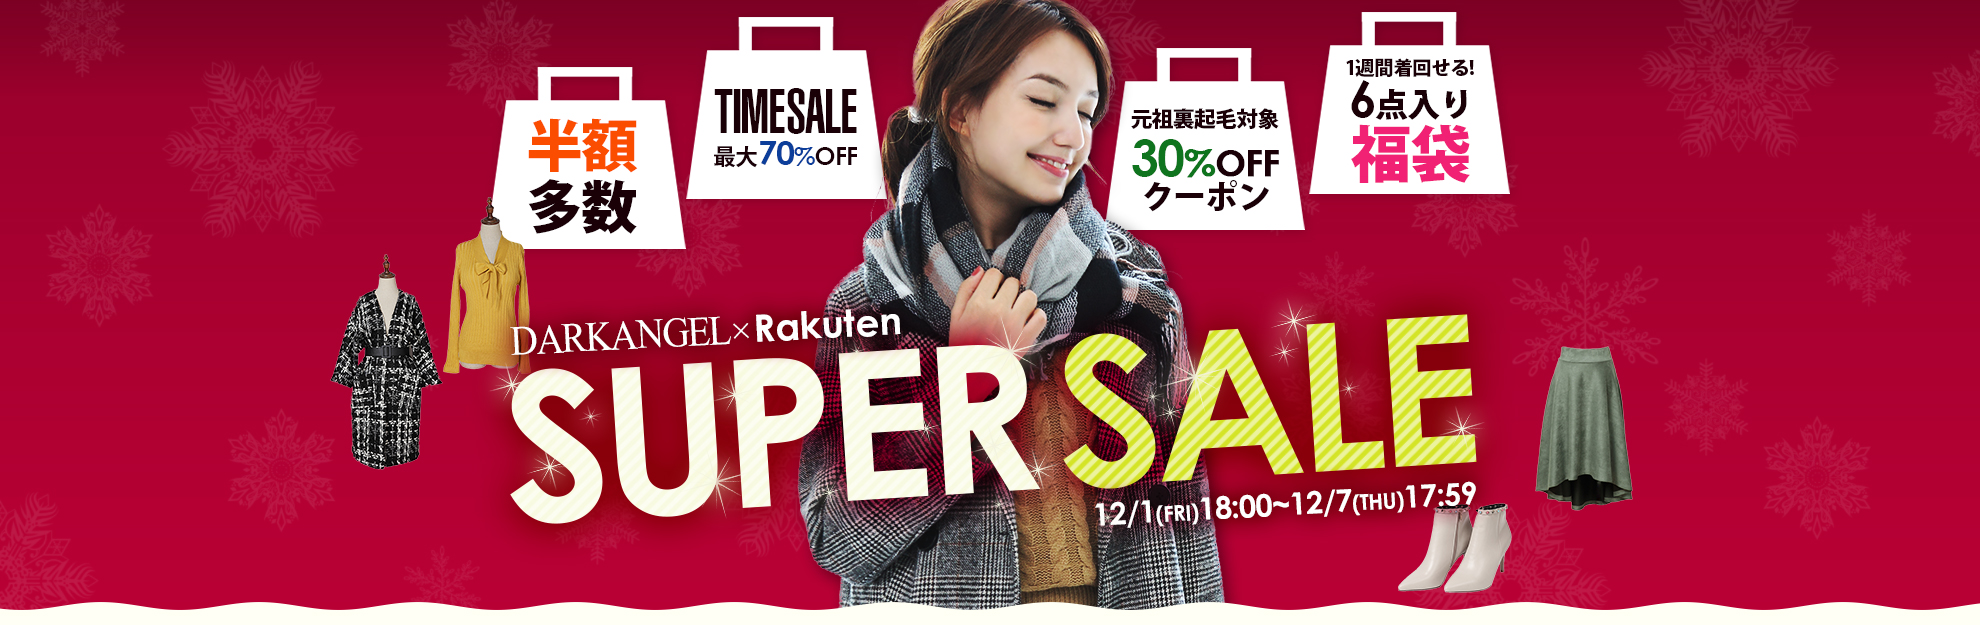 半額
多数
TIMESALE
最大70%OFF
元祖裏起毛対象
30%OFF
クーポン
1週間着回せる!
6点入り
福袋
DARKANGEL×Rakuten
SUPER SALE
12/1(FRI)18:00~12/7(THU)17:59